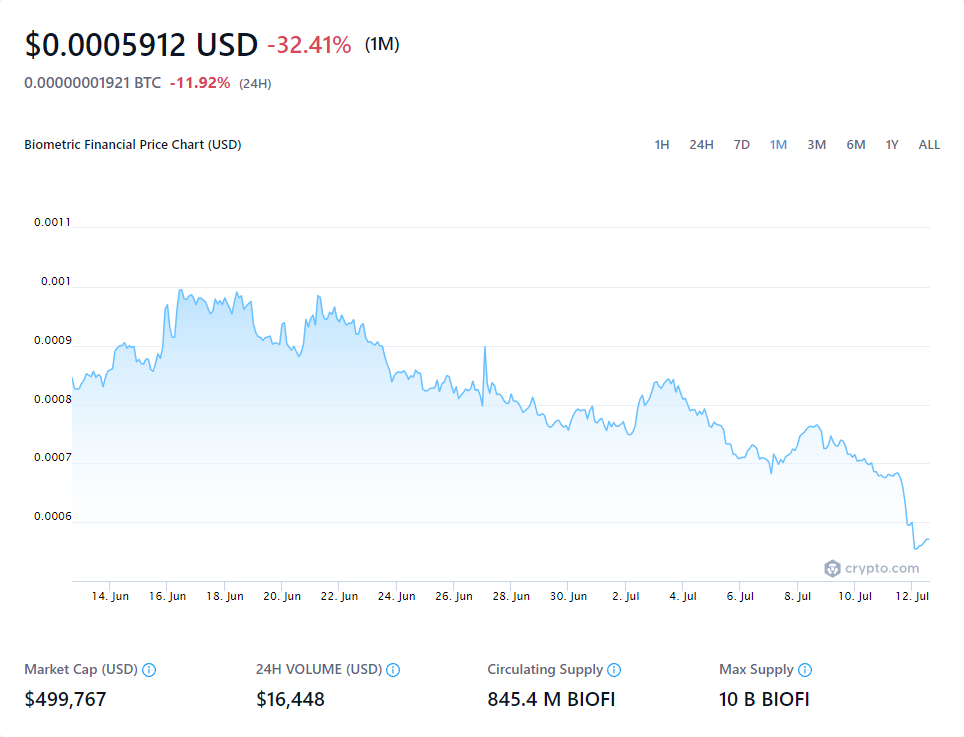 $0.0005912 USD -32.41% (1M)
0.00000001921 BTC -11.92% (24H)
Biometric Financial Price Chart (USD) 1H 24H 7D 1M 3M 6M 1Y ALL
0.0011
0.001
0.0009
0.0008
0.0007
0.0006
crypto.com
14. Jun 16. Jun 18. Jun 20. Jun 22. Jun 24. Jun 26. Jun 28. Jun 30. Jun 2. Jul 4. Jul 6. Jul 8. Jul 10. Jul 12. Jul
Market Cap (USD) 24H VOLUME (USD) Circulating Supply Max Supply
$499,767 $16,448 845.4 M BIOFI 10 B BIOFI